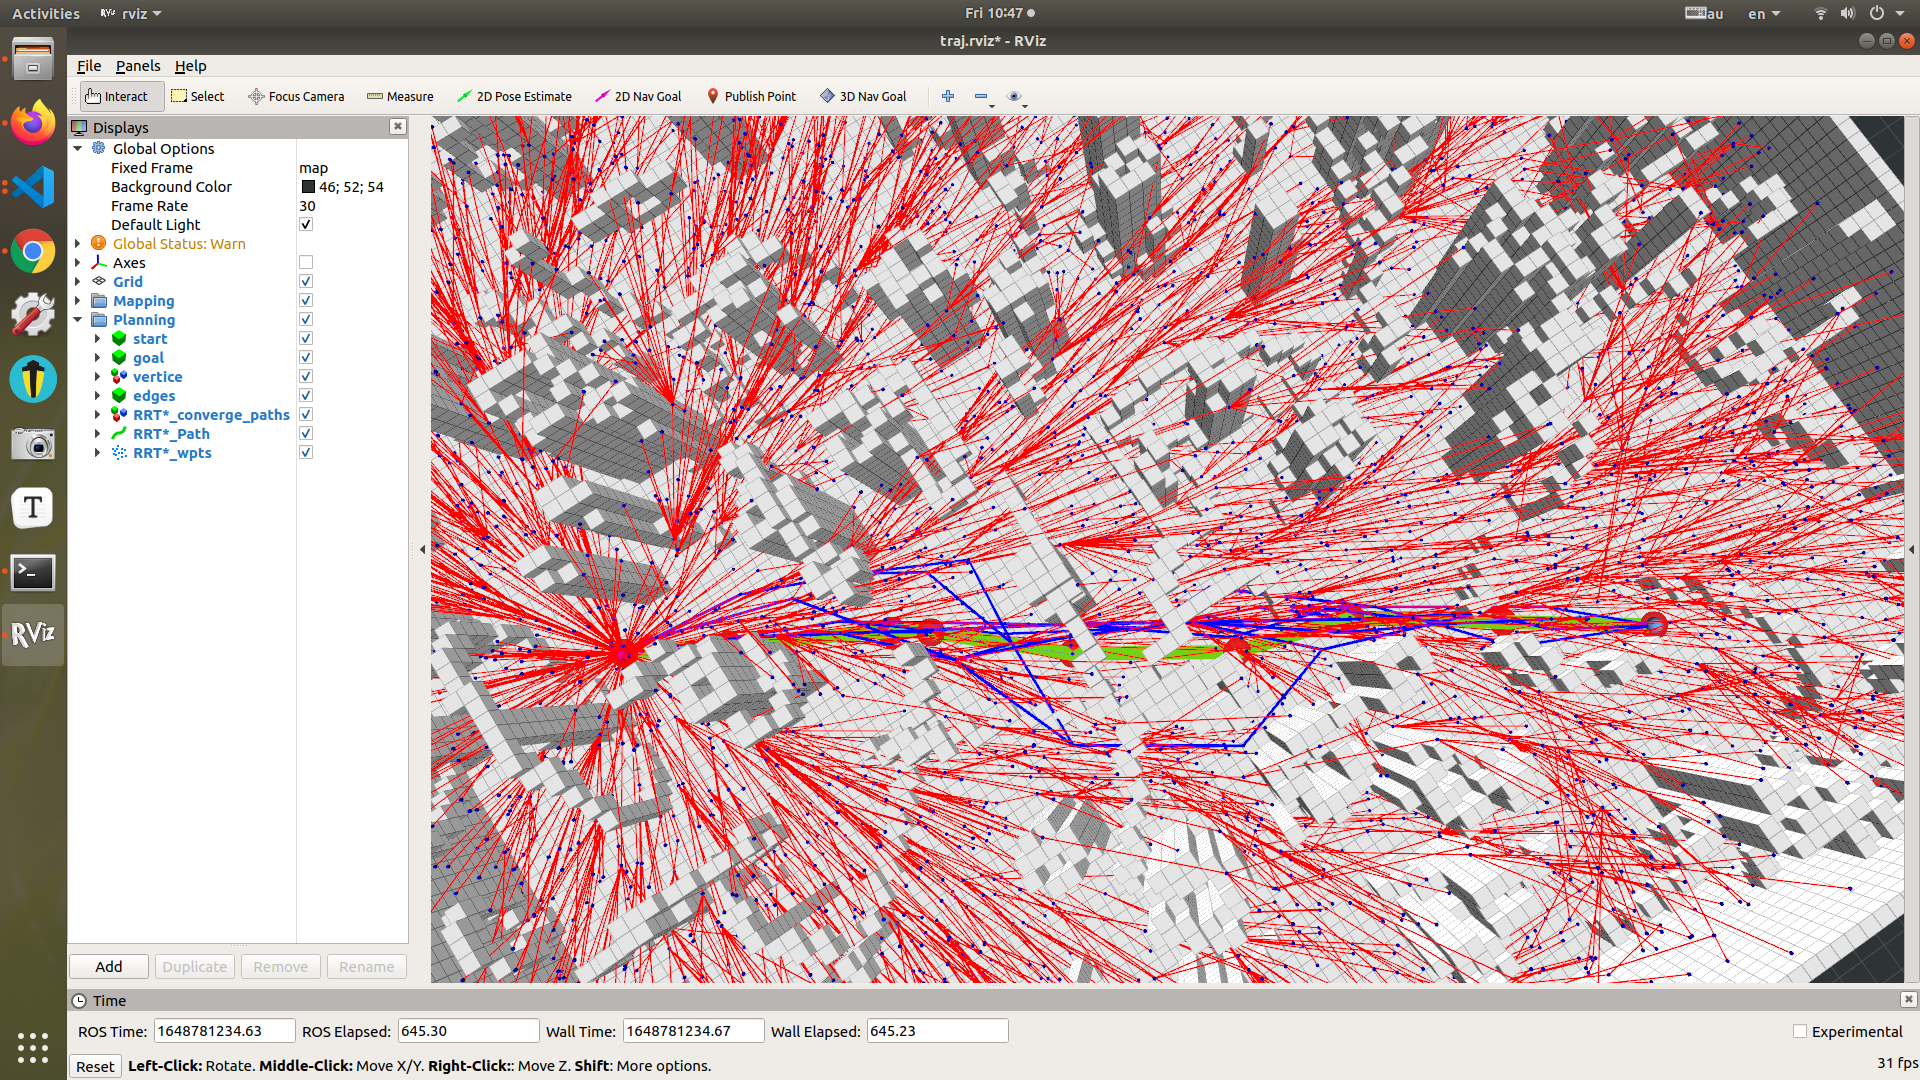 Activities
RViz
rviz
Fri 10:47
au
en
traj.rviz* - RViz
File Panels Help
Interact
Select
Focus Camera
Measure
2D Pose Estimate
2D Nav Goal
Publish Point
3D Nav Goal
Displays
Global Options
Fixed Frame map
Background Color 46; 52; 54
Frame Rate 30
Default Light
Global Status: Warn
Axes
Grid
Mapping
Planning
start
goal
vertice
edges
RRT*_converge_paths
RRT*_Path
RRT*_wpts
T
>_
RViz
Add Duplicate Remove Rename
Time
ROS Time: 1648781234.63 ROS Elapsed: 645.30 Wall Time: 1648781234.67 Wall Elapsed: 645.23 Experimental
Reset Left-Click: Rotate. Middle-Click: Move X/Y. Right-Click:: Move Z. Shift: More options. 31 fps